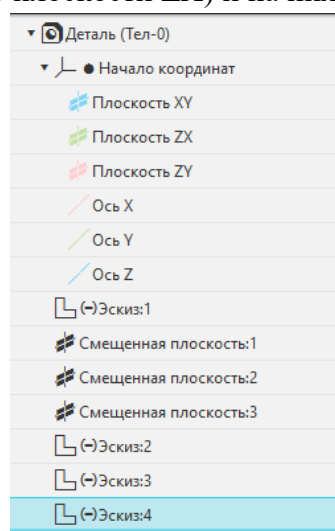 Деталь (Тел-0)
Начало координат
Плоскость XY
Плоскость ZX
Плоскость ZY
Ось X
Ось Y
Ось Z
(-)Эскиз:1
Смещенная плоскость:1
Смещенная плоскость:2
Смещенная плоскость:3
(-)Эскиз:2
(-)Эскиз:3
(-)Эскиз:4